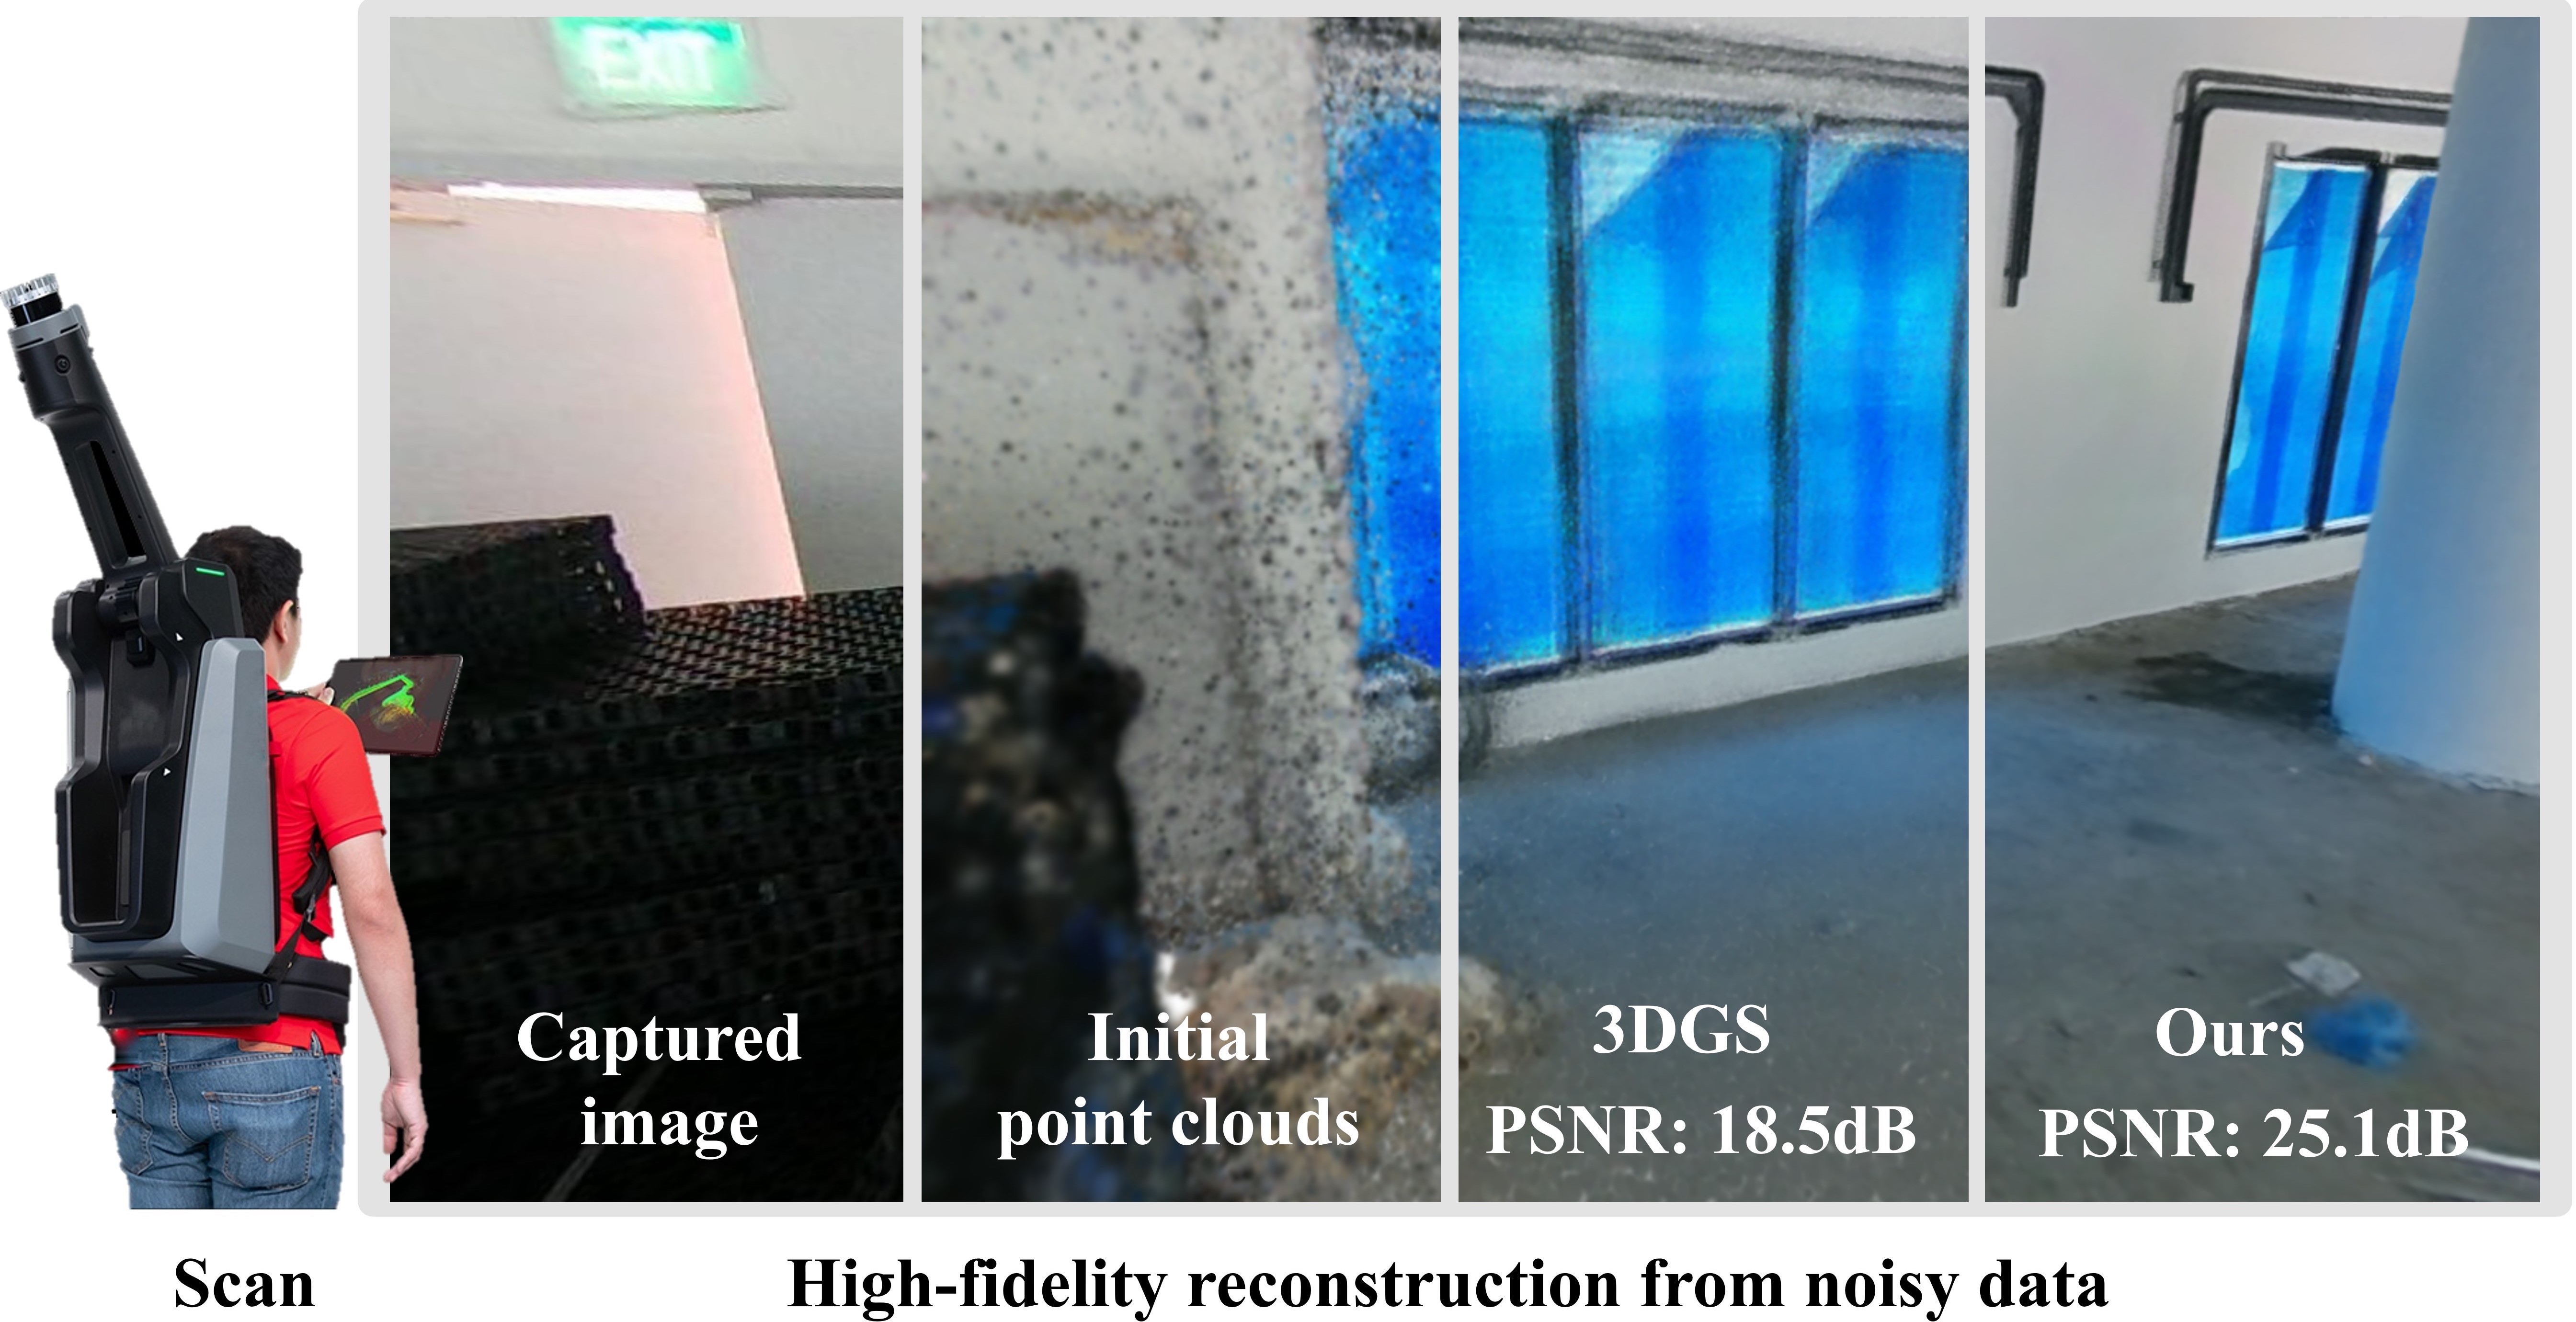 EXIT
Captured
image
Initial
point clouds
3DGS
PSNR: 18.5dB
Ours
PSNR: 25.1dB
Scan
High-fidelity reconstruction from noisy data